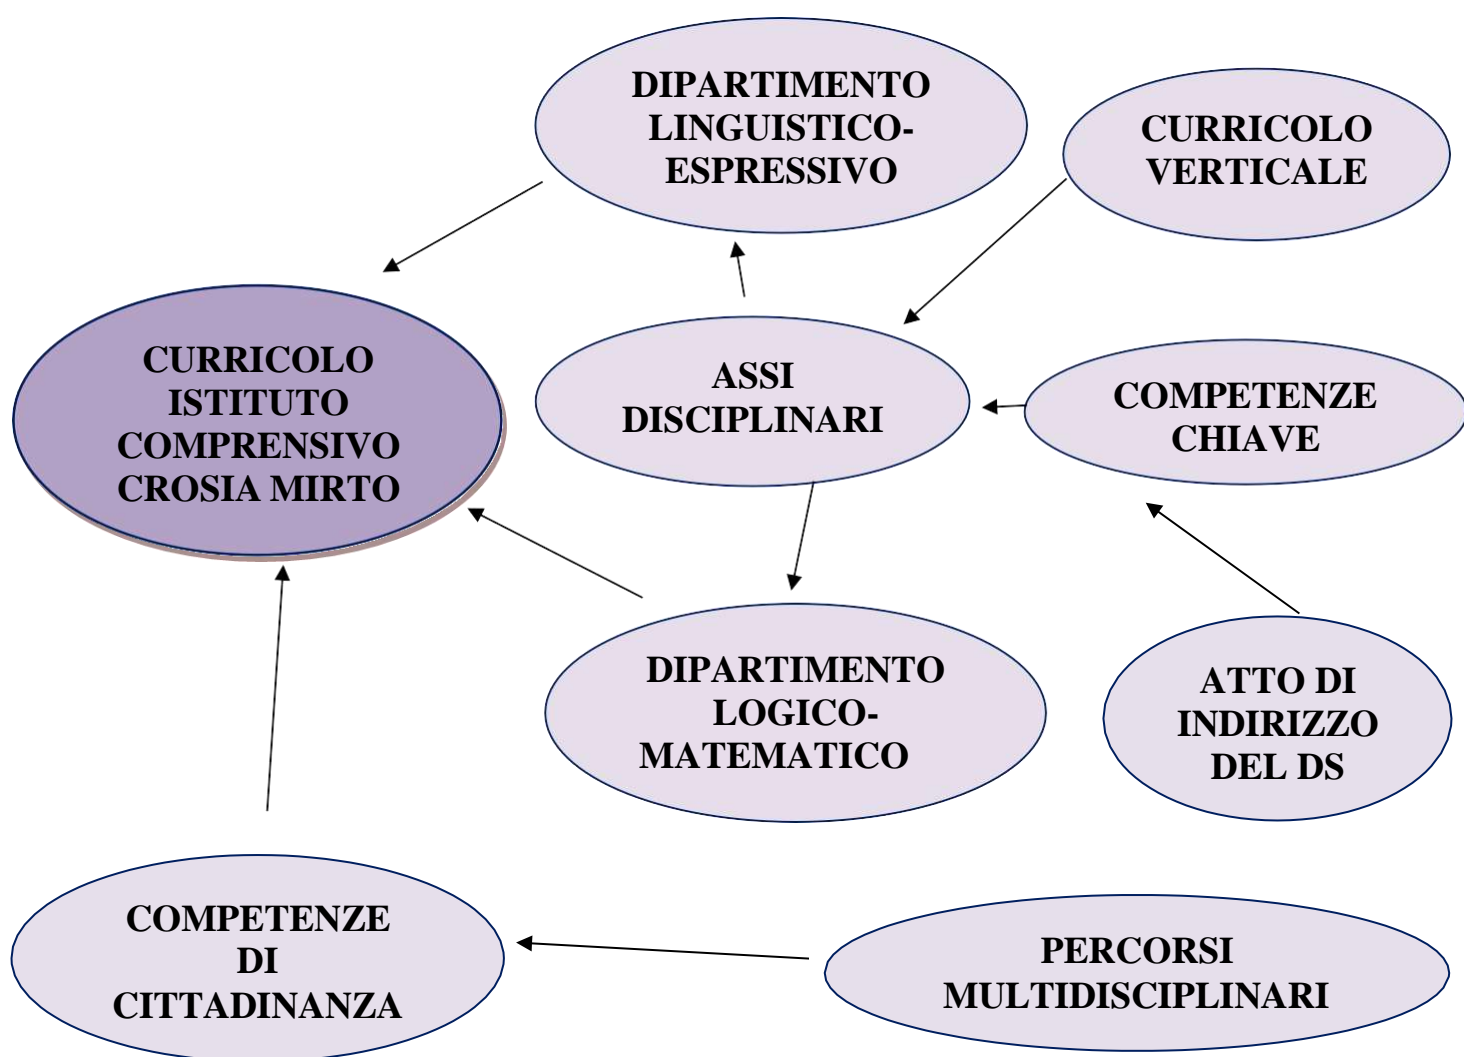 DIPARTIMENTO
LINGUISTICO-
ESPRESSIVO
CURRICOLO
VERTICALE
CURRICOLO
ISTITUTO
COMPRENSIVO
CROSIA MIRTO
ASSI
DISCIPLINARI
COMPETENZE
CHIAVE
DIPARTIMENTO
LOGICO-
MATEMATICO
ATTO DI
INDIRIZZO
DEL DS
COMPETENZE
DI
CITTADINANZA
PERCORSI
MULTIDISCIPLINARI